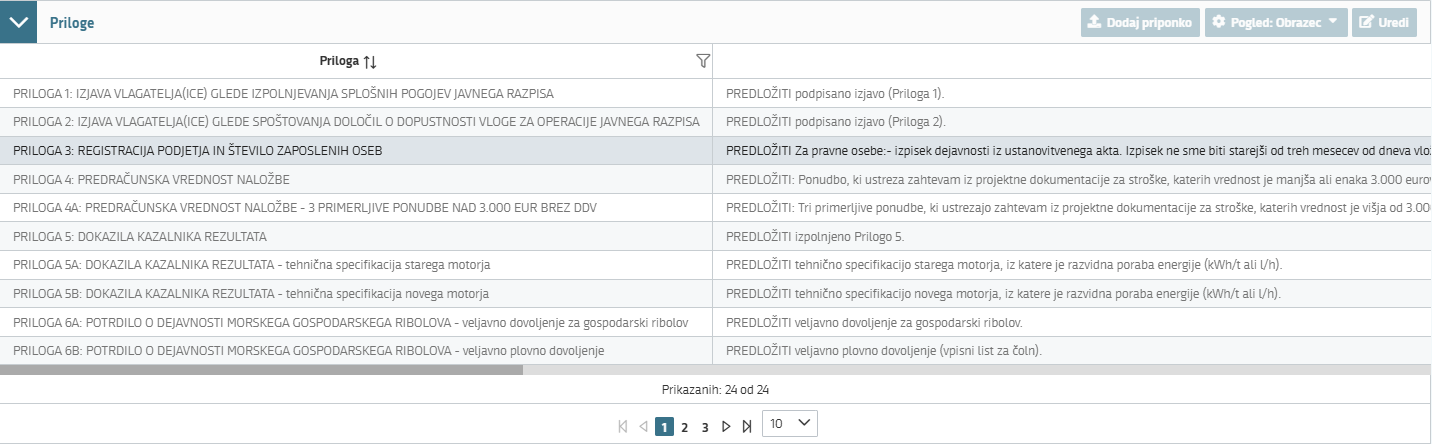 Priloge
Dodaj priponko
Pogled: Obrazec
Uredi
Priloga
PRILOGA 1: IZJAVA VLAGATELJA(ICE) GLEDE IZPOLNJEVANJA SPLOŠNIH POGOJEV JAVNEGA RAZPISA PREDLOŽITI podpisano izjavo (Priloga 1).
PRILOGA 2: IZJAVA VLAGATELJA(ICE) GLEDE SPOŠTOVANJA DOLOČIL O DOPUSTNOSTI VLOGE ZA OPERACIJE JAVNEGA RAZPISA PREDLOŽITI podpisano izjavo (Priloga 2).
PRILOGA 3: REGISTRACIJA PODJETJA IN ŠTEVILO ZAPOSLENIH OSEB PREDLOŽITI Za pravne osebe:- izpisek dejavnosti iz ustanovitvenega akta. Izpisek ne sme biti starejši od treh mesecev od dneva vlo
PRILOGA 4: PREDRAČUNSKA VREDNOST NALOŽBE PREDLOŽITI: Ponudbo, ki ustreza zahtevam iz projektne dokumentacije za stroške, katerih vrednost je manjša ali enaka 3.000 eurov
PRILOGA 4A: PREDRAČUNSKA VREDNOST NALOŽBE - 3 PRIMERLJIVE PONUDBE NAD 3.000 EUR BREZ DDV PREDLOŽITI: Tri primerljive ponudbe, ki ustrezajo zahtevam iz projektne dokumentacije za stroške, katerih vrednost je višja od 3.00
PRILOGA 5: DOKAZILA KAZALNIKA REZULTATA PREDLOŽITI izpolnjeno Prilogo 5.
PRILOGA 5A: DOKAZILA KAZALNIKA REZULTATA - tehnična specifikacija starega motorja PREDLOŽITI tehnično specifikacijo starega motorja, iz katere je razvidna poraba energije (kWh/t ali l/h).
PRILOGA 5B: DOKAZILA KAZALNIKA REZULTATA - tehnična specifikacija novega motorja PREDLOŽITI tehnično specifikacijo novega motorja, iz katere je razvidna poraba energije (kWh/t ali l/h).
PRILOGA 6A: POTRDILO O DEJAVNOSTI MORSKEGA GOSPODARSKEGA RIBOLOVA - veljavno dovoljenje za gospodarski ribolov PREDLOŽITI veljavno dovoljenje za gospodarski ribolov.
PRILOGA 6B: POTRDILO O DEJAVNOSTI MORSKEGA GOSPODARSKEGA RIBOLOVA - veljavno plovno dovoljenje PREDLOŽITI veljavno plovno dovoljenje (vpisni list za čoln).
Prikazanih: 24 od 24
1 2 3 10